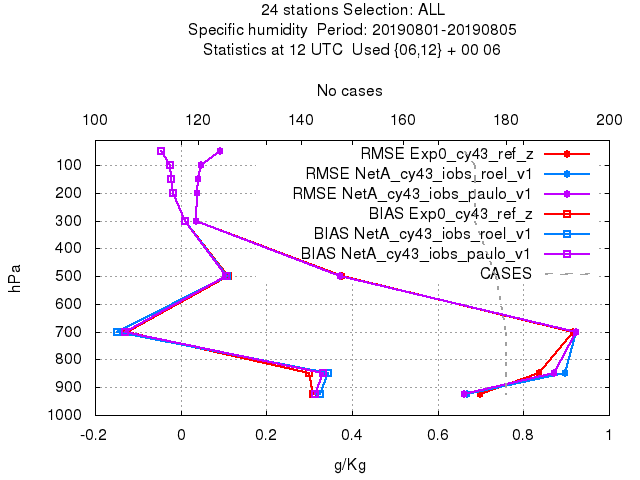 24 stations Selection: ALL
Specific humidity  Period: 20190801-20190805
Statistics at 12 UTC  Used {06,12} + 00 06
No cases
100 120 140 160 180 200
RMSE Exp0_cy43_ref_z
RMSE NetA_cy43_iobs_roel_v1
RMSE NetA_cy43_iobs_paulo_v1
BIAS Exp0_cy43_ref_z
BIAS NetA_cy43_iobs_roel_v1
BIAS NetA_cy43_iobs_paulo_v1
CASES
hPa
100
200
300
400
500
600
700
800
900
1000
-0.2 0 0.2 0.4 0.6 0.8 1
g/Kg